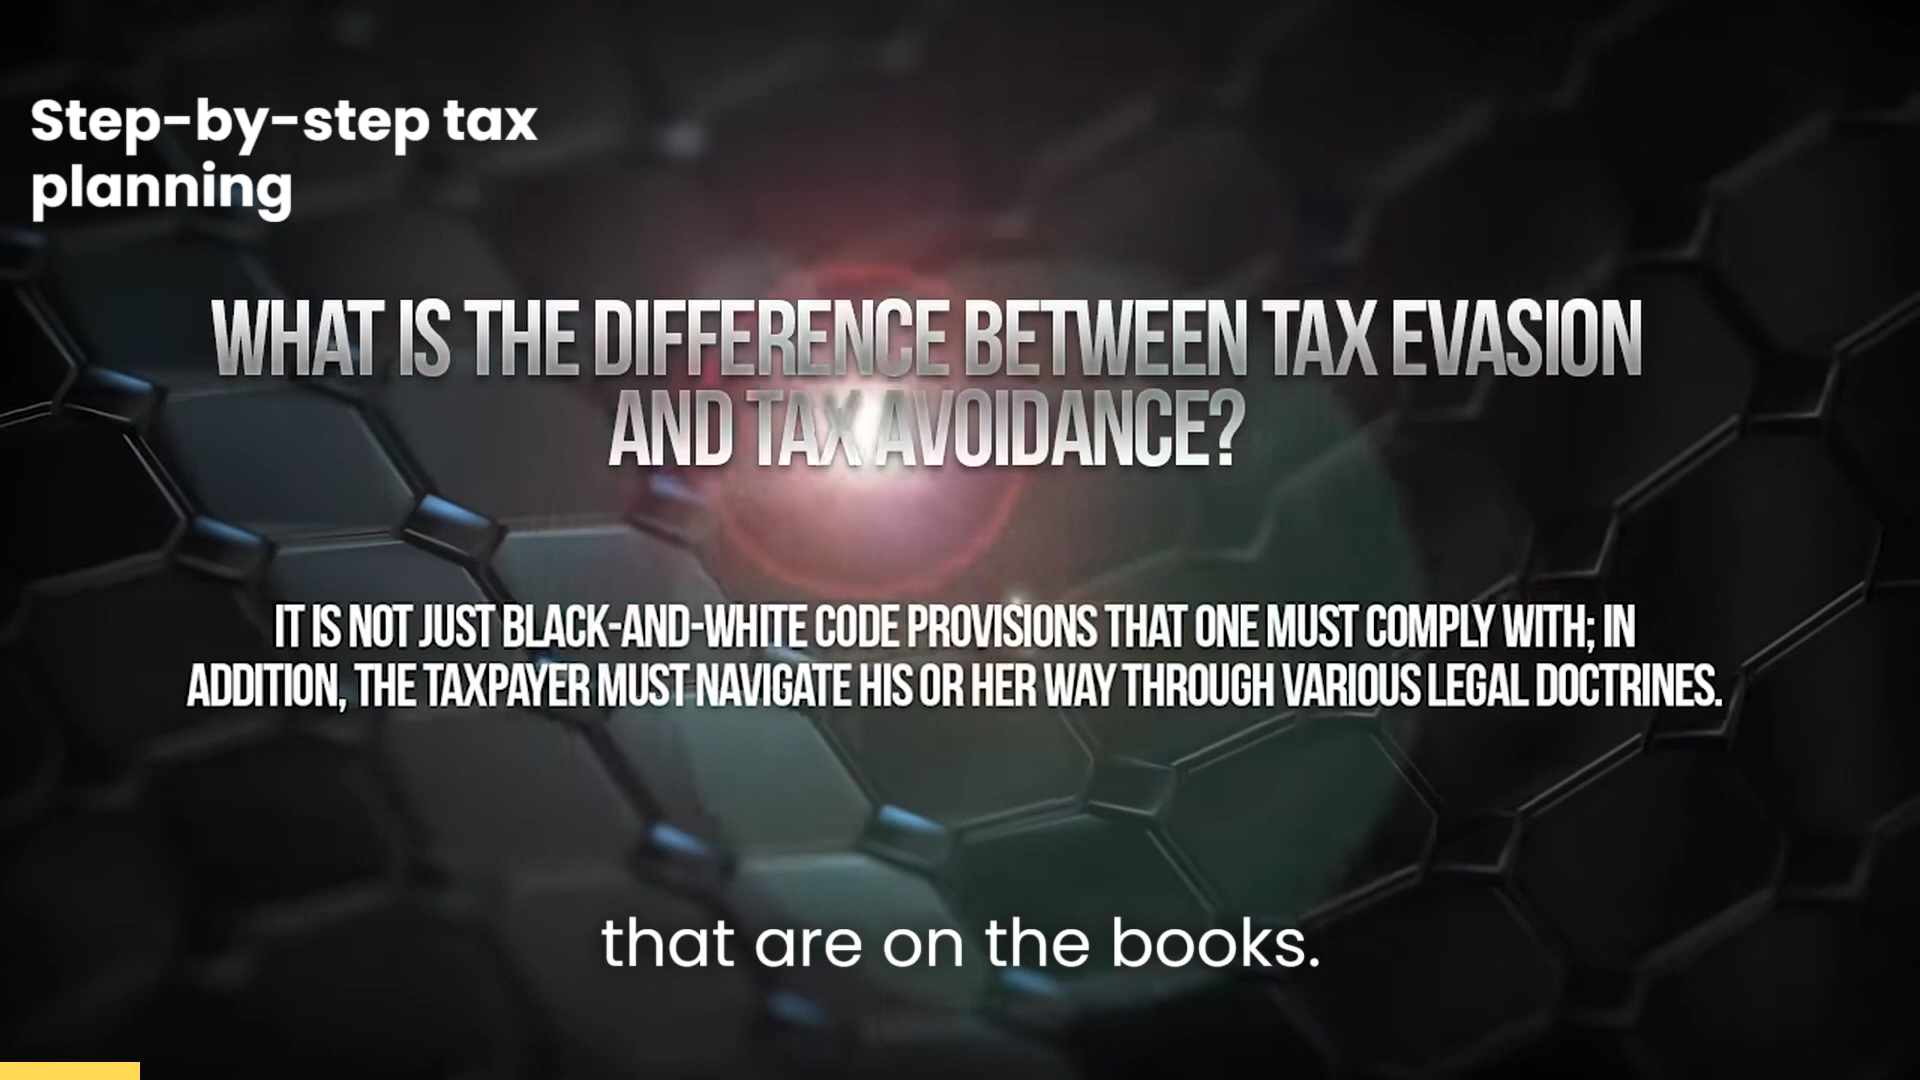 Step-by-step tax
planning
WHAT IS THE DIFFERENCE BETWEEN TAX EVASION
AND TAX AVOIDANCE?
IT IS NOT JUST BLACK-AND-WHITE CODE PROVISIONS THAT ONE MUST COMPLY WITH; IN
ADDITION, THE TAXPAYER MUST NAVIGATE HIS OR HER WAY THROUGH VARIOUS LEGAL DOCTRINES.
that are on the books.